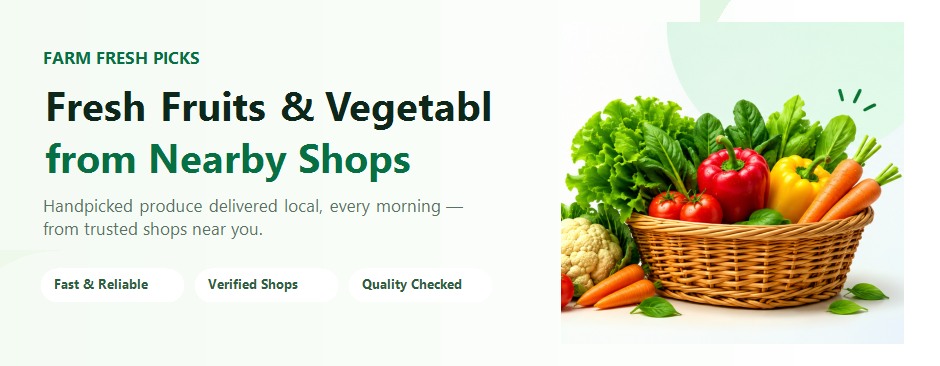 FARM FRESH PICKS
Fresh Fruits & Vegetabl
from Nearby Shops
Handpicked produce delivered local, every morning —
from trusted shops near you.
Fast & Reliable
Verified Shops
Quality Checked